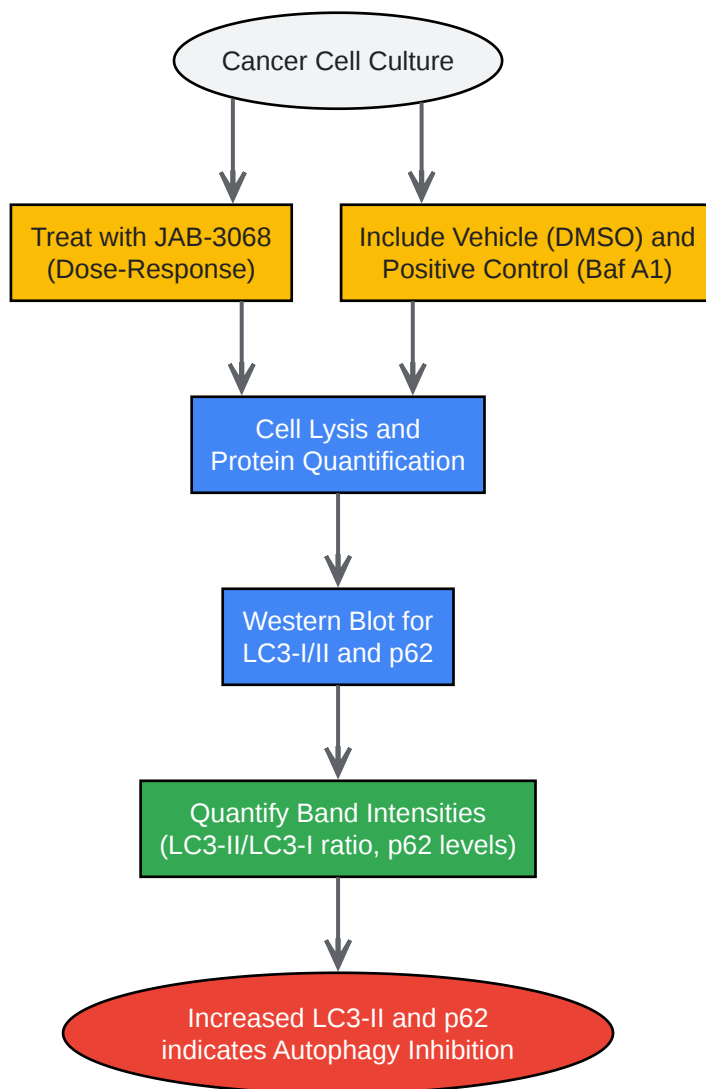 Cancer Cell Culture
Treat with JAB-3068
(Dose-Response)
Include Vehicle (DMSO) and
Positive Control (Baf A1)
Cell Lysis and
Protein Quantification
Western Blot for
LC3-I/II and p62
Quantify Band Intensities
(LC3-II/LC3-I ratio, p62 levels)
Increased LC3-II and p62
indicates Autophagy Inhibition